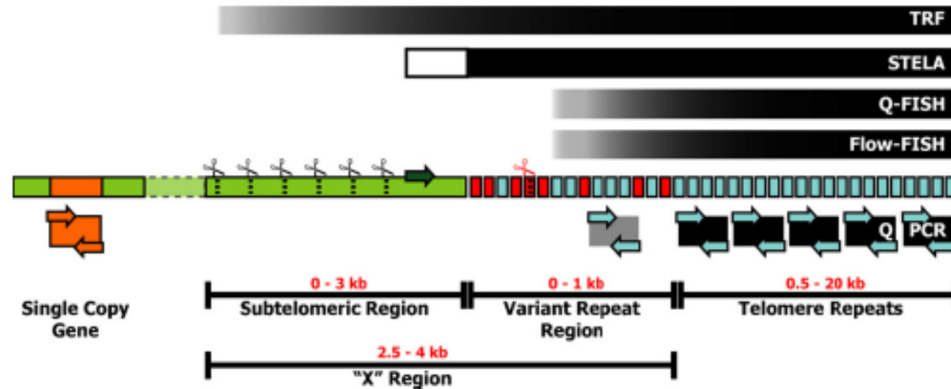 TRF
STELA
Q-FISH
Flow-FISH
Q PCR
0 - 3 kb
0 - 1 kb
0.5 - 20 kb
Single Copy
Gene
Subtelomeric Region
Variant Repeat
Region
Telomere Repeats
2.5 - 4 kb
"X" Region